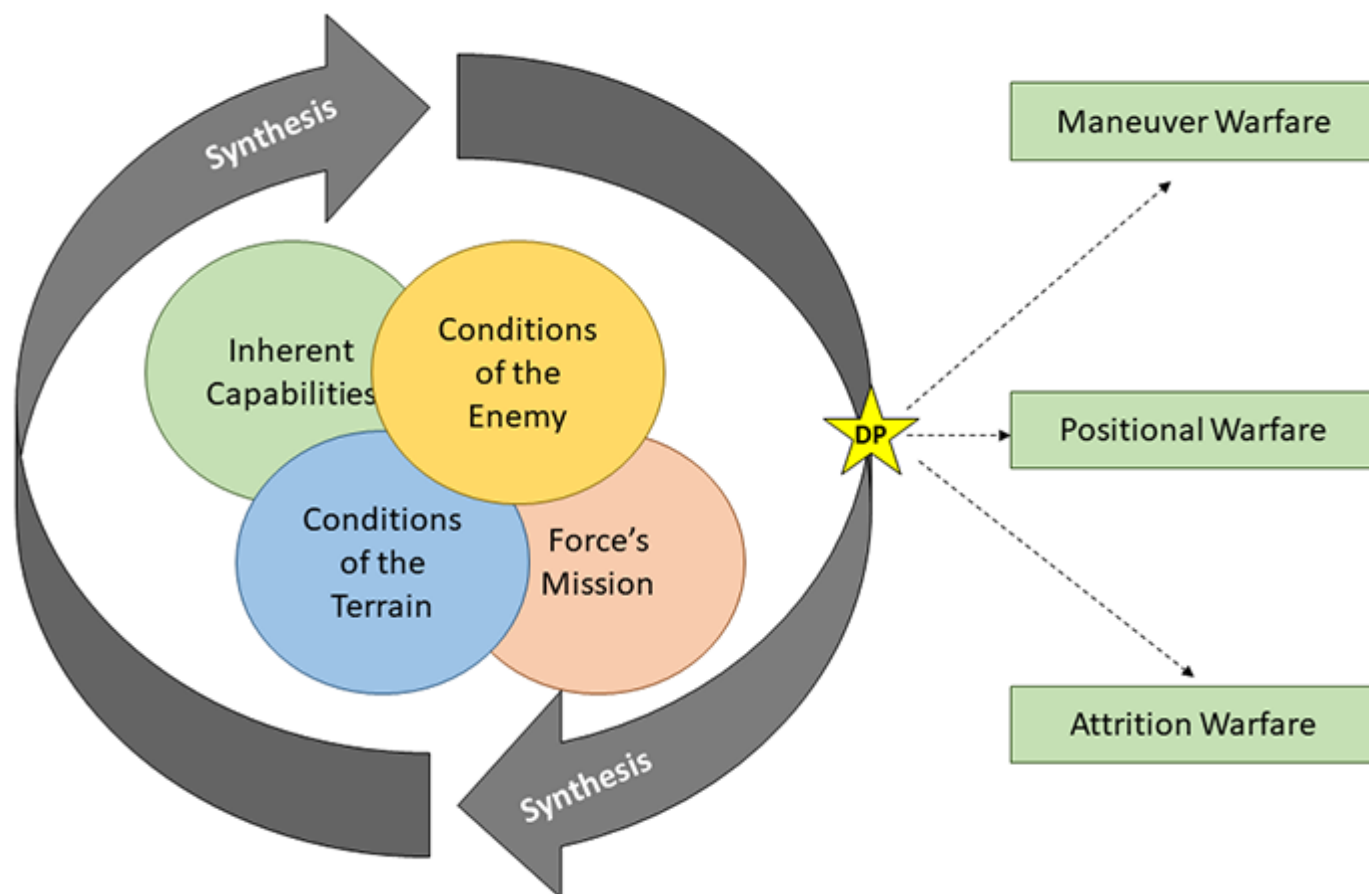 Synthesis
Maneuver Warfare
Inherent
Capabilities
Conditions
of the
Enemy
DP
Positional Warfare
Conditions
of the
Terrain
Force’s
Mission
Attrition Warfare
Synthesis